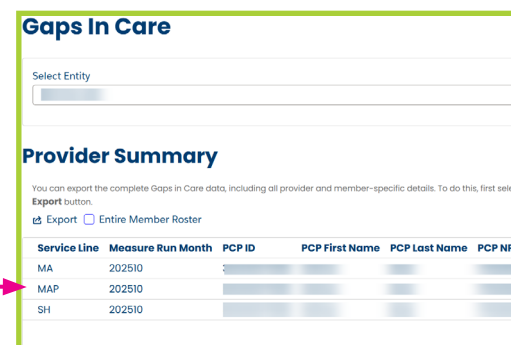 Gaps In Care
Select Entity
Provider Summary
You can export the complete Gaps in Care data, including all provider and member-specific details. To do this, first sele
Export button.
Export Entire Member Roster
Service Line Measure Run Month PCP ID PCP First Name PCP Last Name PCP NP
MA 202510
MAP 202510
SH 202510